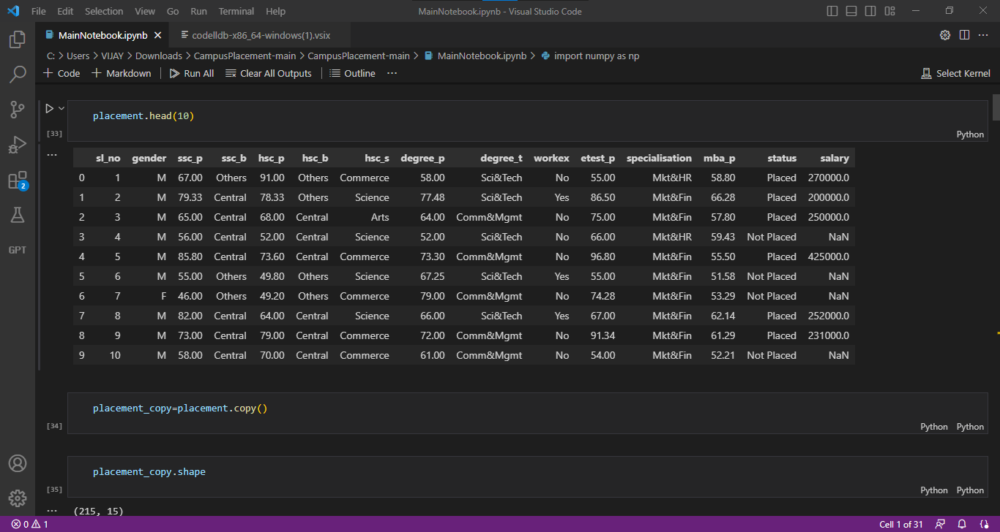 File Edit Selection View Go Run Terminal Help MainNotebook.ipynb - Visual Studio Code
MainNotebook.ipynb codelldb-x86_64-windows(1).vsix
C: > Users > VIJAY > Downloads > CampusPlacement-main > CampusPlacement-main > MainNotebook.ipynb > import numpy as np
+ Code + Markdown Run All Clear All Outputs Outline ··· Select Kernel
placement.head(10)
[33] Python
sl_no gender ssc_p ssc_b hsc_p hsc_b hsc_s degree_p degree_t workex etest_p specialisation mba_p status salary
0 1 M 67.00 Others 91.00 Others Commerce 58.00 Sci&Tech No 55.00 Mkt&HR 58.80 Placed 270000.0
1 2 M 79.33 Central 78.33 Others Science 77.48 Sci&Tech Yes 86.50 Mkt&Fin 66.28 Placed 200000.0
2 3 M 65.00 Central 68.00 Central Arts 64.00 Comm&Mgmt No 75.00 Mkt&Fin 57.80 Placed 250000.0
3 4 M 56.00 Central 52.00 Central Science 52.00 Sci&Tech No 66.00 Mkt&HR 59.43 Not Placed NaN
4 5 M 85.80 Central 73.60 Central Commerce 73.30 Comm&Mgmt No 96.80 Mkt&Fin 55.50 Placed 425000.0
5 6 M 55.00 Others 49.80 Others Science 67.25 Sci&Tech Yes 55.00 Mkt&Fin 51.58 Not Placed NaN
6 7 F 46.00 Others 49.20 Others Commerce 79.00 Comm&Mgmt No 74.28 Mkt&Fin 53.29 Not Placed NaN
7 8 M 82.00 Central 64.00 Central Science 66.00 Sci&Tech Yes 67.00 Mkt&Fin 62.14 Placed 252000.0
8 9 M 73.00 Central 79.00 Central Commerce 72.00 Comm&Mgmt No 91.34 Mkt&Fin 61.29 Placed 231000.0
9 10 M 58.00 Central 70.00 Central Commerce 61.00 Comm&Mgmt No 54.00 Mkt&Fin 52.21 Not Placed NaN
2
GPT
placement_copy=placement.copy()
[34] Python Python
placement_copy.shape
[35] Python Python
(215, 15)
0 1 Cell 1 of 31